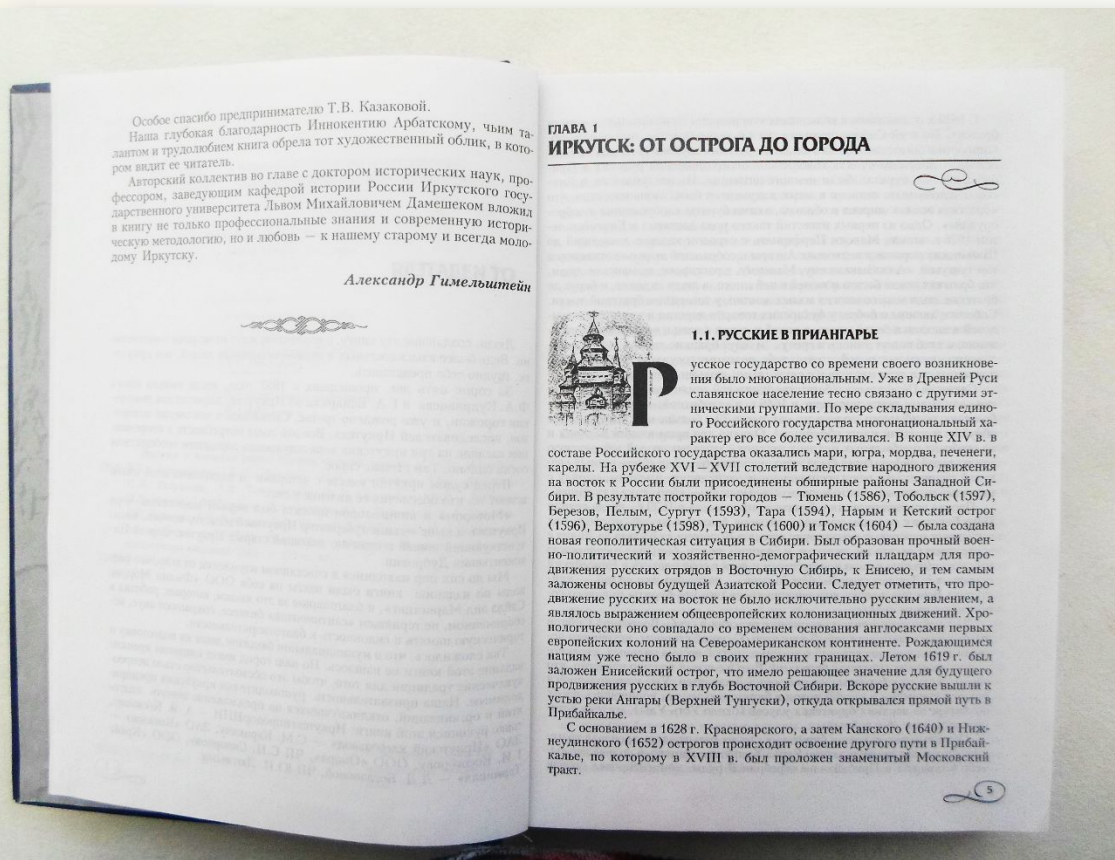 Особое спасибо предпринимателю Т.В. Казаковой.
Наша глубокая благодарность Иннокентию Арбатскому, чьим та-
лантом и трудолюбием книга обрела тот художественный облик, в кото-
ром видит ее читатель.
Авторский коллектив во главе с доктором исторических наук, про-
фессором, заведующим кафедрой истории России Иркутского госу-
дарственного университета Львом Михайловичем Дамешеком вложил
в книгу не только профессиональные знания и современную истори-
ческую методологию, но и любовь — к нашему старому и всегда моло-
дому Иркутску.
Александр Гимельштейн
ГЛАВА 1
ИРКУТСК: ОТ ОСТРОГА ДО ГОРОДА
1.1. РУССКИЕ В ПРИАНГАРЬЕ
Русское государство со времени своего возникнове-
ния было многонациональным. Уже в Древней Руси
славянское население тесно связано с другими эт-
ническими группами. По мере складывания едино-
го Российского государства многонациональный ха-
рактер его все более усиливался. В конце XIV в. в
составе Российского государства оказались мари, югра, мордва, печенеги,
карелы. На рубеже XVI – XVII столетий вследствие народного движения
на восток к России были присоединены обширные районы Западной Си-
бири. В результате постройки городов — Тюмень (1586), Тобольск (1597),
Березов, Пелым, Сургут (1593), Тара (1594), Нарым и Кетский острог
(1596), Верхотурье (1598), Туринск (1600) и Томск (1604) — была создана
новая геополитическая ситуация в Сибири. Был образован прочный воен-
но-политический и хозяйственно-демографический плацдарм для про-
движения русских отрядов в Восточную Сибирь, к Енисею, и тем самым
заложены основы будущей Азиатской России. Следует отметить, что про-
движение русских на восток не было исключительно русским явлением, а
являлось выражением общеевропейских колонизационных движений. Хро-
нологически оно совпадало со временем основания англосаксами первых
европейских колоний на Североамериканском континенте. Рождающимся
нациям уже тесно было в своих прежних границах. Летом 1619 г. был
заложен Енисейский острог, что имело решающее значение для будущего
продвижения русских в глубь Восточной Сибири. Вскоре русские вышли к
устью реки Ангары (Верхней Тунгуски), откуда открывался прямой путь в
Прибайкалье.
С основанием в 1628 г. Красноярского, а затем Канского (1640) и Ниж-
неудинского (1652) острогов происходит освоение другого пути в Прибай-
калье, по которому в XVIII в. был проложен знаменитый Московский
тракт.
5